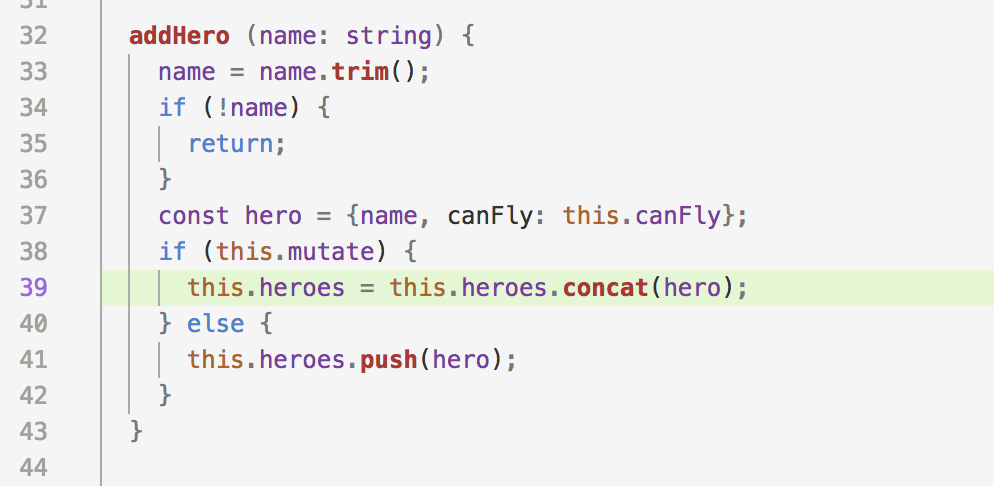 31
32 addHero (name: string) {
33 name = name.trim();
34 if (!name) {
35 return;
36 }
37 const hero = {name, canFly: this.canFly};
38 if (this.mutate) {
39 this.heroes = this.heroes.concat(hero);
40 } else {
41 this.heroes.push(hero);
42 }
43 }
44